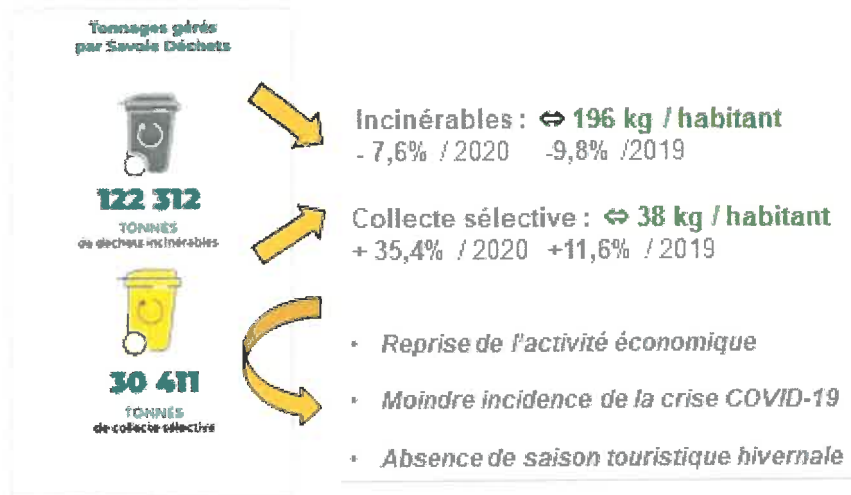 Tonnages gérés
par Savoie Déchets
122 312
TONNES
de déchets incinérables
30 411
TONNES
de collecte sélective
Incinérables : ⇔ 196 kg / habitant
- 7,6% / 2020 -9,8% /2019
Collecte sélective : ⇔ 38 kg / habitant
+ 35,4% / 2020 +11,6% / 2019
• Reprise de l'activité économique
• Moindre incidence de la crise COVID-19
• Absence de saison touristique hivernale